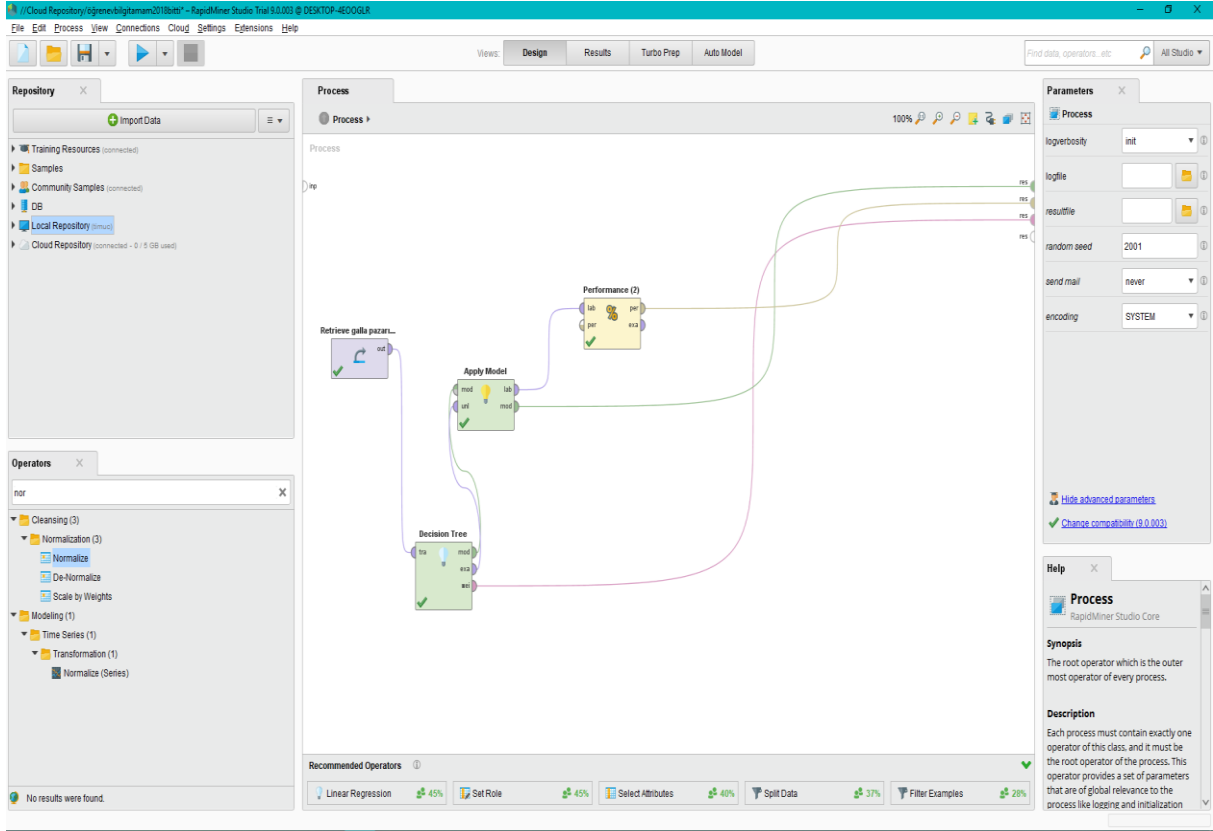 //Cloud Repository/öğrenevbilgitamam2018bitti* – RapidMiner Studio Trial 9.0.003 @ DESKTOP-4EOOGLR
File Edit Process View Connections Cloud Settings Extensions Help
Views: Design Results Turbo Prep Auto Model
Find data, operators...etc
All Studio
Repository
Import Data
Training Resources (connected)
Samples
Community Samples (connected)
DB
Local Repository (timuc)
Cloud Repository (connected - 0 / 5 GB used)
Operators
nor
Cleansing (3)
Normalization (3)
Normalize
De-Normalize
Scale by Weights
Modeling (1)
Time Series (1)
Transformation (1)
Normalize (Series)
No results were found.
Process
Process
100%
Process
inp
res
res
res
res
Performance (2)
lab per
per exa
Retrieve galla pazarı...
out
Apply Model
mod lab
unl mod
Decision Tree
tra mod
exa
wei
Recommended Operators
Linear Regression 45%
Set Role 45%
Select Attributes 40%
Split Data 37%
Filter Examples 28%
Parameters
Process
logverbosity init
logfile
resultfile
random seed 2001
send mail never
encoding SYSTEM
Hide advanced parameters
Change compatibility (9.0.003)
Help
Process
RapidMiner Studio Core
Synopsis
The root operator which is the outer
most operator of every process.
Description
Each process must contain exactly one
operator of this class, and it must be
the root operator of the process. This
operator provides a set of parameters
that are of global relevance to the
process like logging and initialization